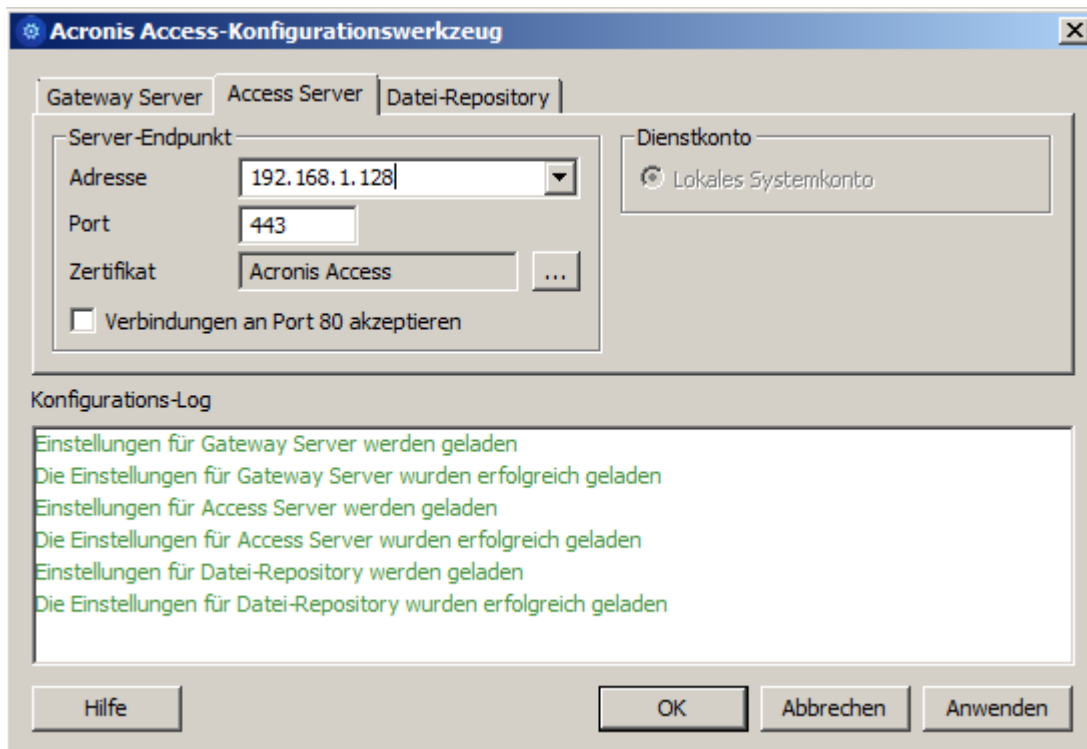 Acronis Access-Konfigurationswerkzeug
Gateway Server
Access Server
Datei-Repository
Server-Endpunkt
Adresse
192.168.1.128
Port
443
Zertifikat
Acronis Access
...
Verbindungen an Port 80 akzeptieren
Dienstkonto
Lokales Systemkonto
Konfigurations-Log
Einstellungen für Gateway Server werden geladen
Die Einstellungen für Gateway Server wurden erfolgreich geladen
Einstellungen für Access Server werden geladen
Die Einstellungen für Access Server wurden erfolgreich geladen
Einstellungen für Datei-Repository werden geladen
Die Einstellungen für Datei-Repository wurden erfolgreich geladen
Hilfe
OK
Abbrechen
Anwenden